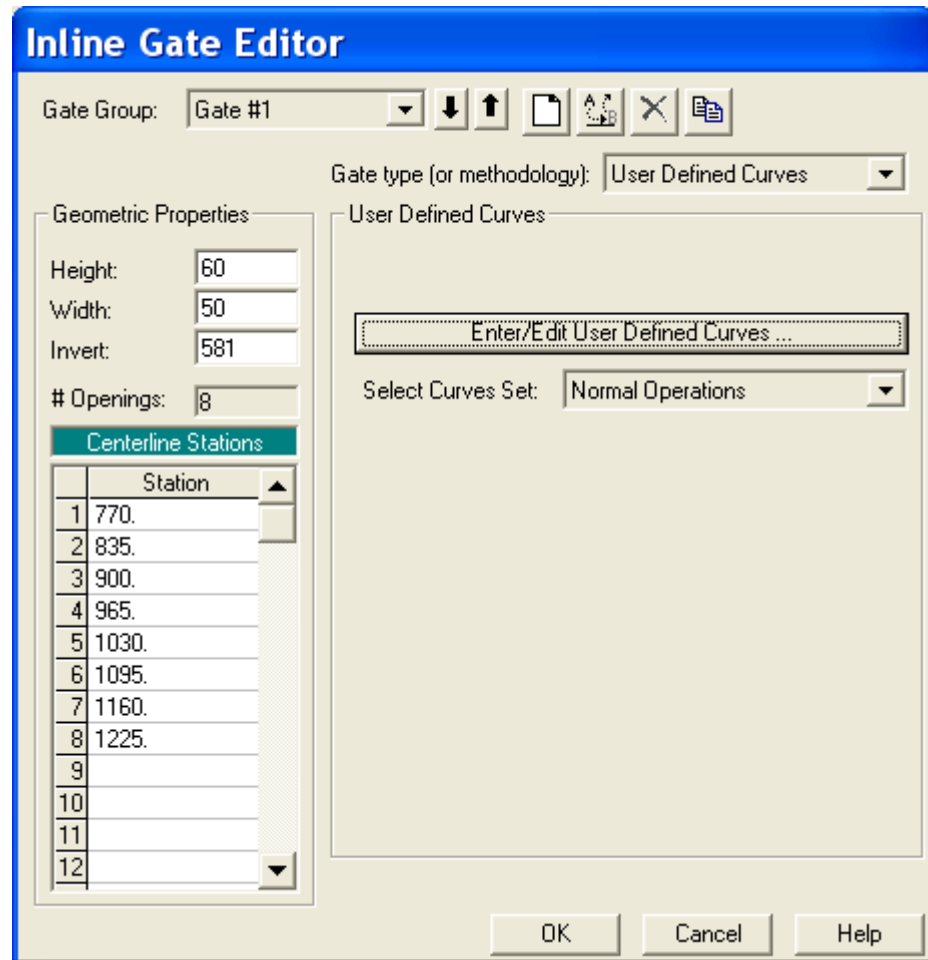 Inline Gate Editor
Gate Group: Gate #1
Gate type (or methodology): User Defined Curves
Geometric Properties
Height: 60
Width: 50
Invert: 581
# Openings: 8
Centerline Stations
Station
1 770.
2 835.
3 900.
4 965.
5 1030.
6 1095.
7 1160.
8 1225.
9
10
11
12
User Defined Curves
Enter/Edit User Defined Curves ...
Select Curves Set: Normal Operations
OK Cancel Help